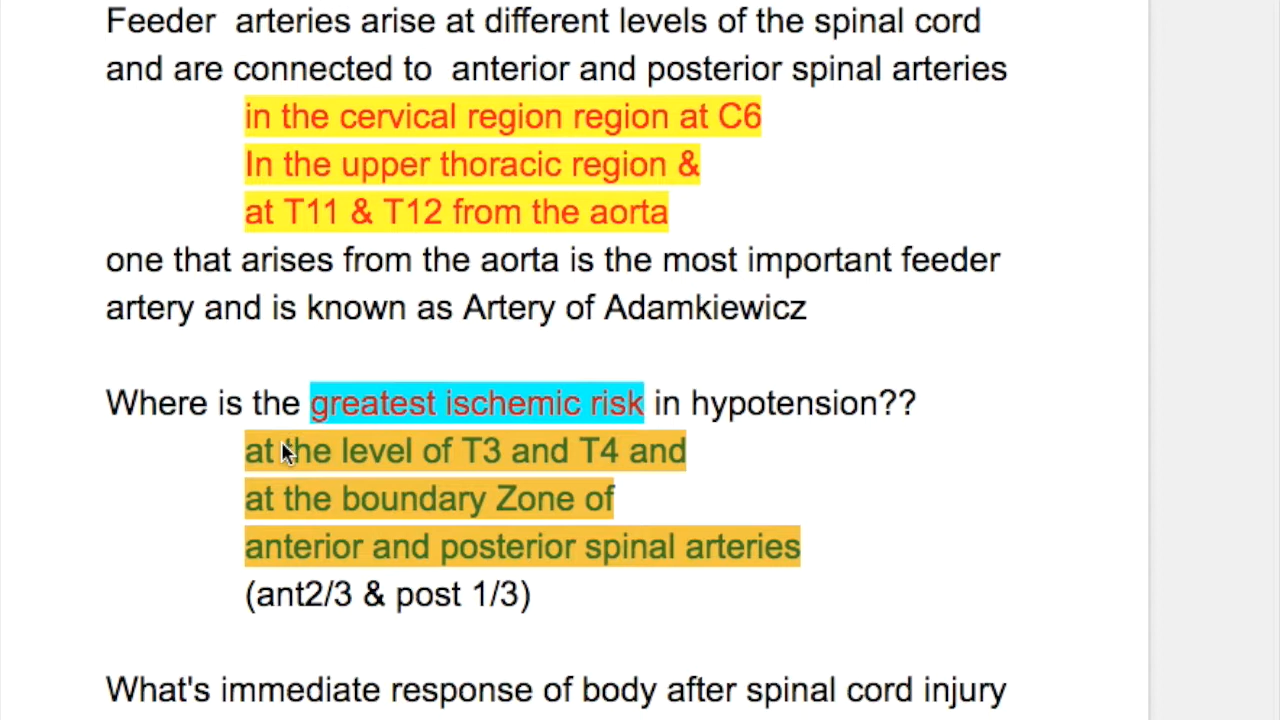 Feeder  arteries arise at different levels of the spinal cord
and are connected to  anterior and posterior spinal arteries
in the cervical region region at C6
In the upper thoracic region &
at T11 & T12 from the aorta
one that arises from the aorta is the most important feeder
artery and is known as Artery of Adamkiewicz
Where is the greatest ischemic risk in hypotension??
at the level of T3 and T4 and
at the boundary Zone of
anterior and posterior spinal arteries
(ant2/3 & post 1/3)
What's immediate response of body after spinal cord injury